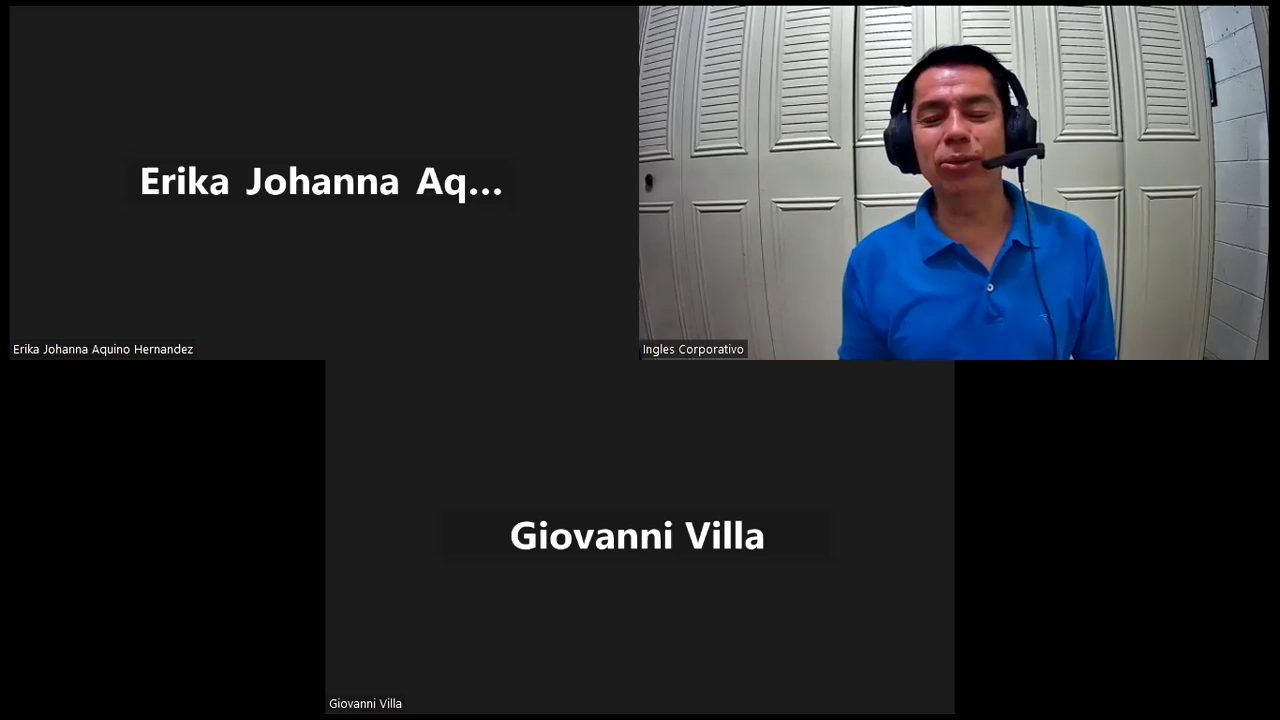 Erika Johanna Aq...
Erika Johanna Aquino Hernandez
Ingles Corporativo
Giovanni Villa
Giovanni Villa